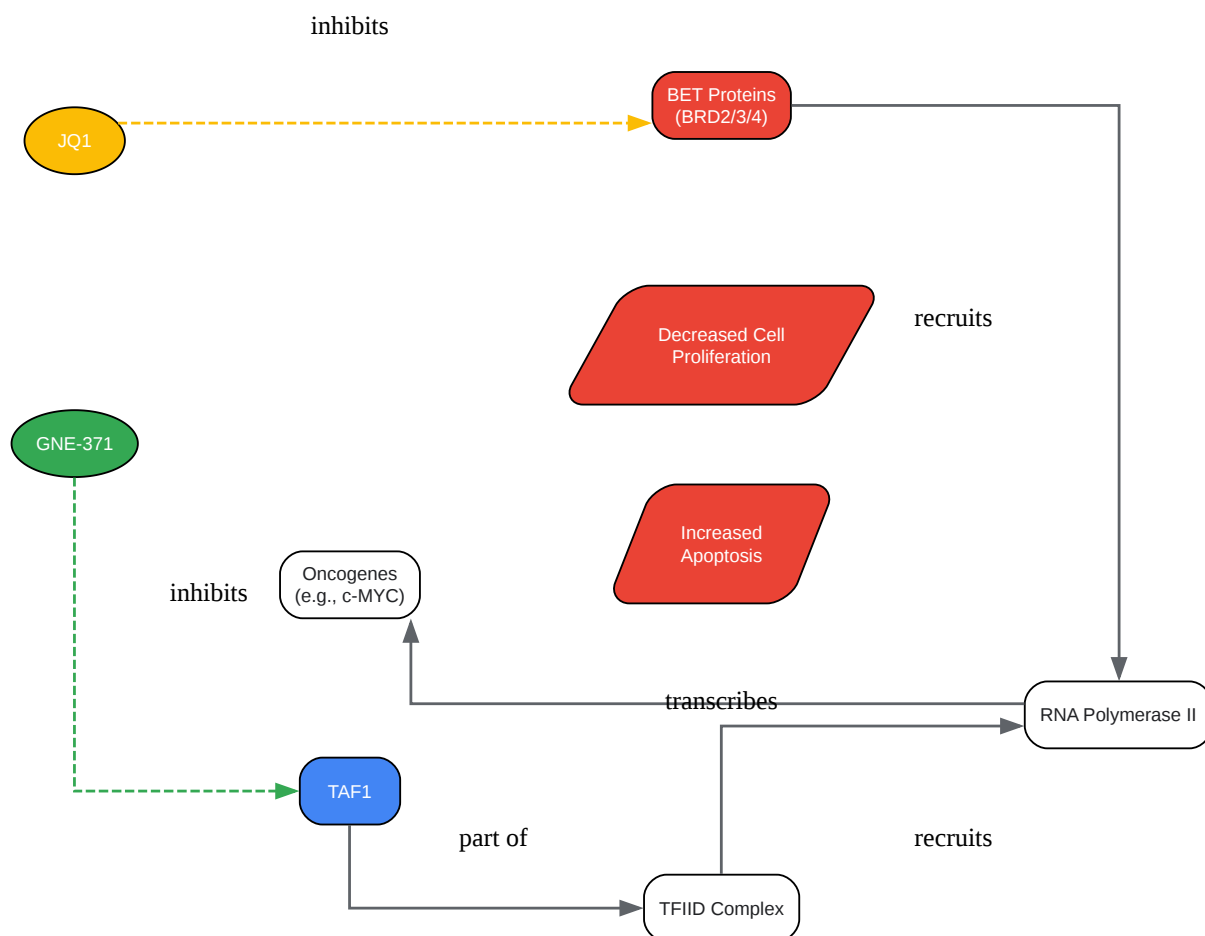 inhibits
BET Proteins
(BRD2/3/4)
JQ1
Decreased Cell
Proliferation
recruits
GNE-371
Increased
Apoptosis
Oncogenes
(e.g., c-MYC)
inhibits
transcribes
RNA Polymerase II
TAF1
part of
recruits
TFIID Complex